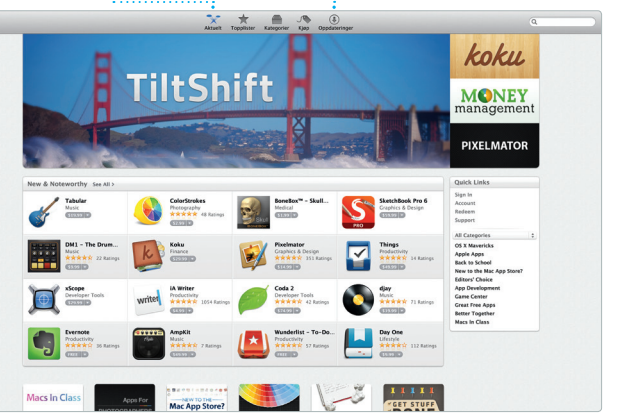 Aktuelt Topplister Kategorier Kjøp Oppdateringer
TiltShift
koku
MONEY
management
PIXELMATOR
New & Noteworthy See All >
Tabular
Music
ColorStrokes
Photography
48 Ratings
BoneBox™ – Skull...
Medical
SketchBook Pro 6
Graphics & Design
PRO
DM1 – The Drum...
Music
22 Ratings
Koku
Finance
Pixelmator
Graphics & Design
Things
Productivity
xScope
Developer Tools
iA Writer
Productivity
1054 Ratings
writer
Coda 2
Developer Tools
42 Ratings
djay
Music
71 Ratings
Evernote
Productivity
FREE
AmpKit
Music
7 Ratings
Wunderlist – To-Do...
Productivity
57 Ratings
FREE
Day One
Lifestyle
112 Ratings
Quick Links
Sign In
Account
Redeem
Support
All Categories
OS X Mavericks
Apple Apps
Back to School
New to the Mac App Store?
Editors' Choice
App Development
Game Center
Great Free Apps
Better Together
Macs In Class
Macs In Class
Apps For
NEW TO THE
Mac App Store?
GET STUFF